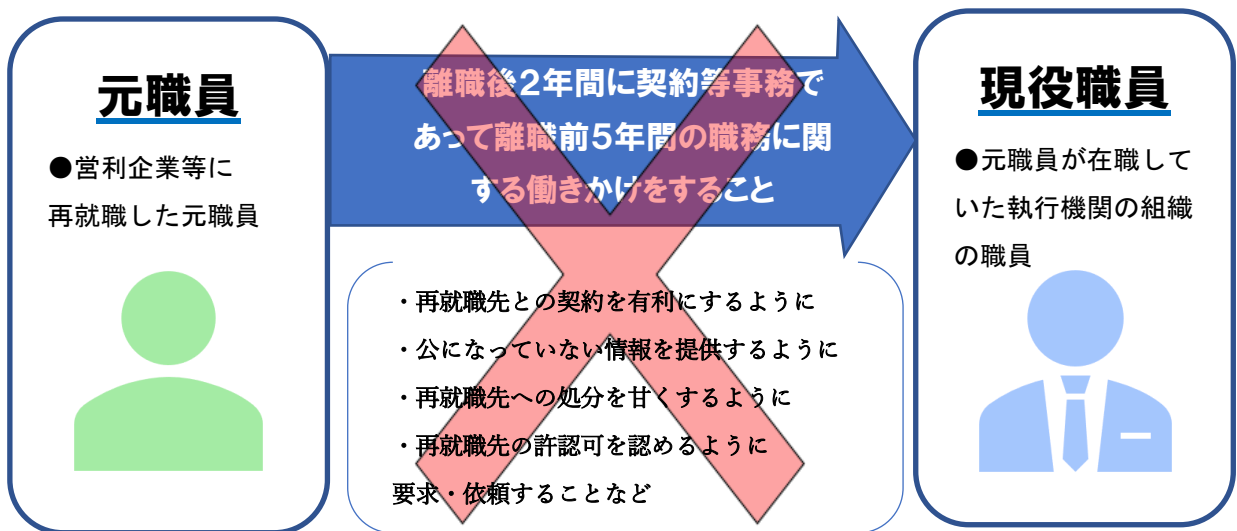 元職員
●営利企業等に
再就職した元職員
離職後2年間に契約等事務で
あって離職前5年間の職務に関
する働きかけをすること
・再就職先との契約を有利にするように
・公になっていない情報を提供するように
・再就職先への処分を甘くするように
・再就職先の許認可を認めるように
要求・依頼することなど
現役職員
●元職員が在職して
いた執行機関の組織
の職員